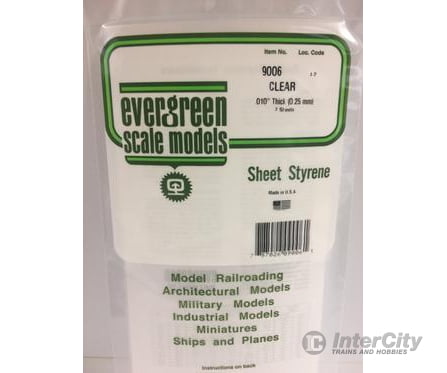 Item No. Loc. Code
9006
CLEAR
.010" Thick (0.25 mm)
evergreen
scale models
Sheet Styrene
Made in U.S.A
Model Railroading
Architectural Models
Military Models
Industrial Models
Miniatures
Ships and Planes
Instructions on back
InterCity
TRAINS AND HOBBIES